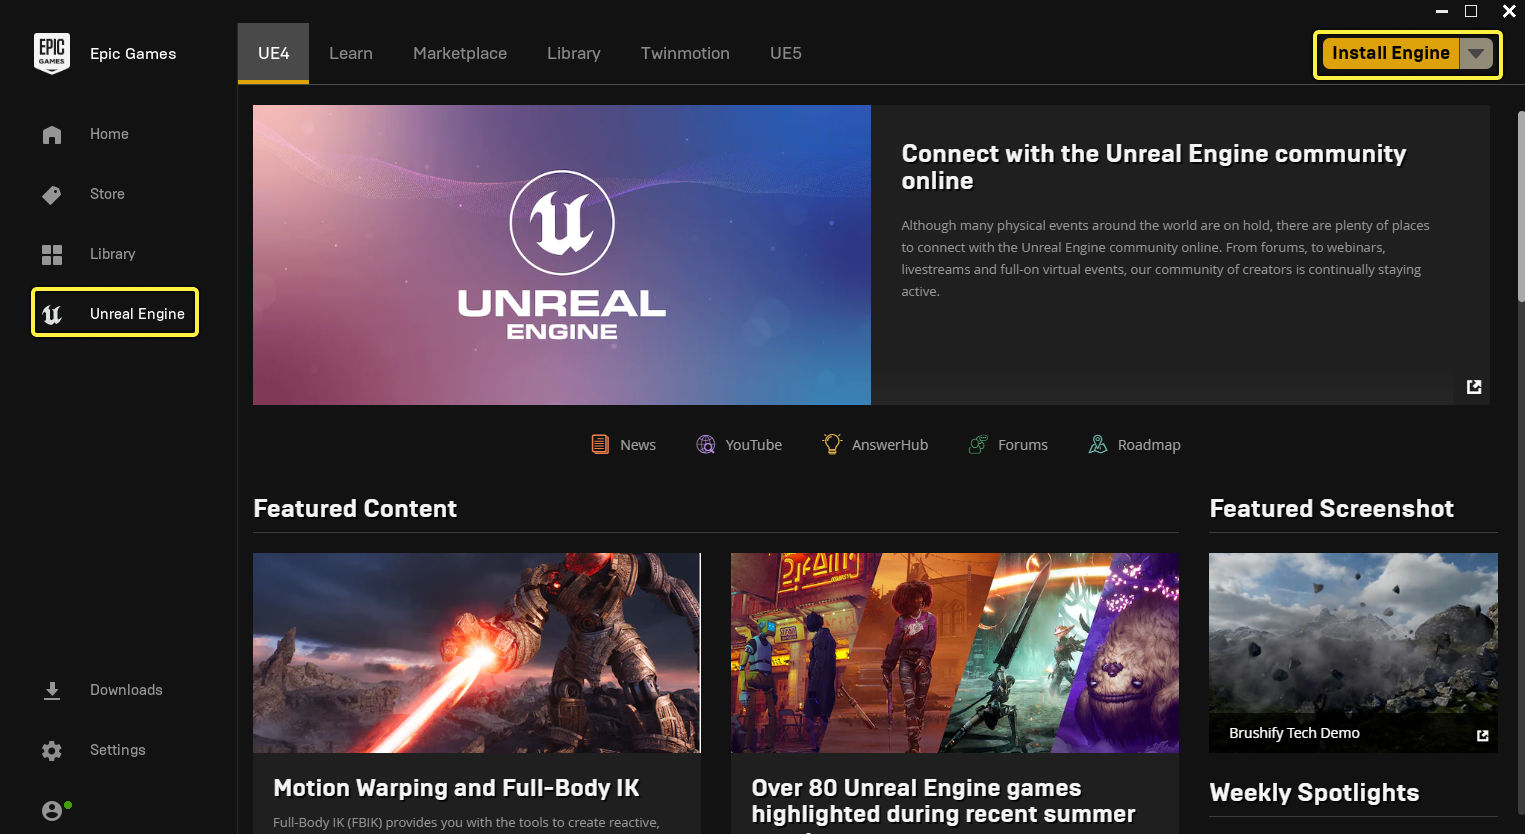 EPIC
GAMES
Epic Games
UE4
Learn
Marketplace
Library
Twinmotion
UE5
Install Engine
Home
Store
Library
Unreal Engine
Downloads
Settings
UNREAL
ENGINE
Connect with the Unreal Engine community
online
Although many physical events around the world are on hold, there are plenty of places
to connect with the Unreal Engine community online. From forums, to webinars,
livestreams and full-on virtual events, our community of creators is continually staying
active.
News
YouTube
AnswerHub
Forums
Roadmap
Featured Content
Motion Warping and Full-Body IK
Full-Body IK (FBIK) provides you with the tools to create reactive,
Over 80 Unreal Engine games
highlighted during recent summer
Featured Screenshot
Brushify Tech Demo
Weekly Spotlights